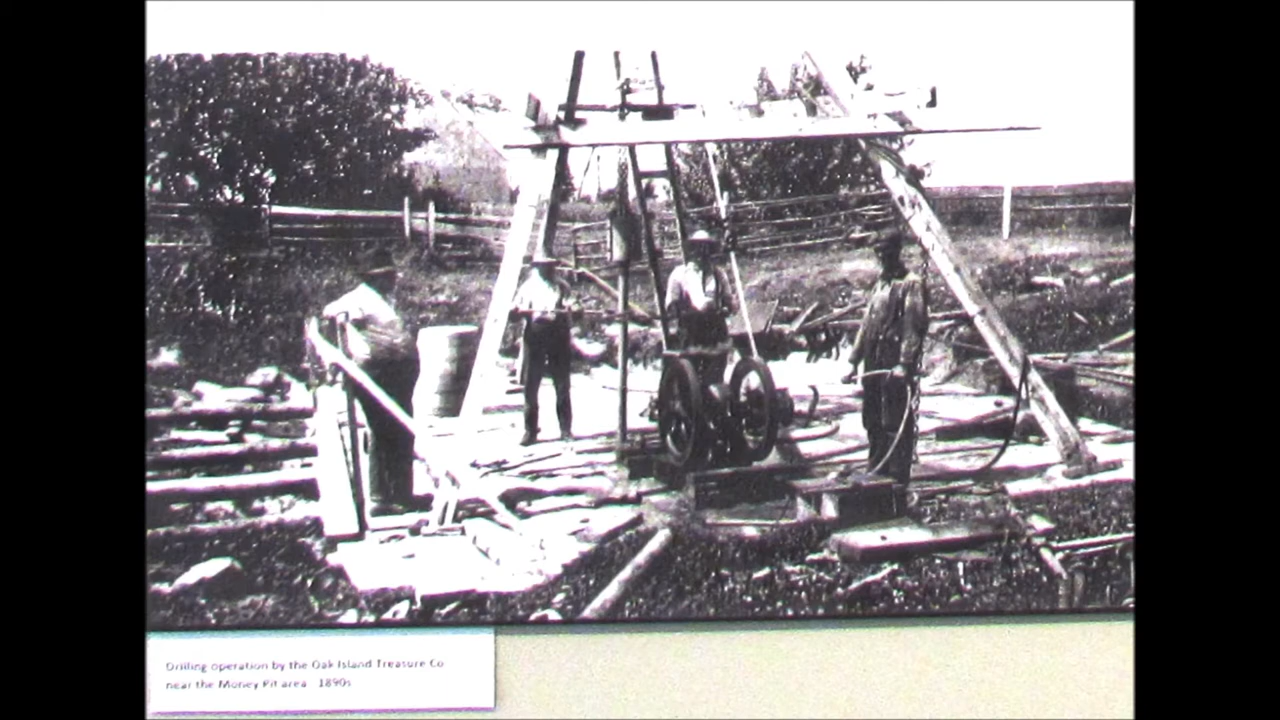 Drilling operation by the Oak Island Treasure Co
near the Money Pit area 1890s